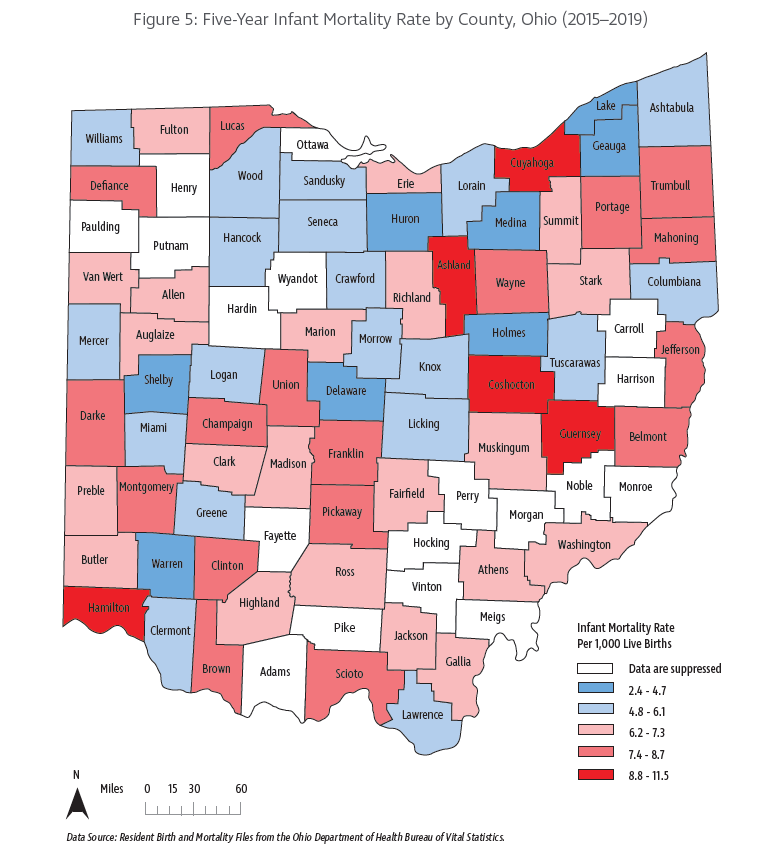 Figure 5: Five-Year Infant Mortality Rate by County, Ohio (2015–2019)
Lake
Ashtabula
Williams
Fulton
Lucas
Ottawa
Geauga
Cuyahoga
Wood
Sandusky
Erie
Lorain
Defiance
Henry
Trumbull
Portage
Paulding
Seneca
Huron
Medina
Summit
Putnam
Hancock
Mahoning
Ashland
Van Wert
Wyandot
Crawford
Wayne
Stark
Columbiana
Allen
Richland
Hardin
Marion
Carroll
Auglaize
Mercer
Morrow
Holmes
Jefferson
Knox
Tuscarawas
Logan
Shelby
Union
Delaware
Coshocton
Harrison
Darke
Miami
Champaign
Licking
Guernsey
Belmont
Franklin
Muskingum
Clark
Madison
Preble
Montgomery
Noble
Monroe
Fairfield
Perry
Greene
Pickaway
Morgan
Fayette
Hocking
Washington
Butler
Warren
Clinton
Ross
Athens
Vinton
Hamilton
Highland
Meigs
Clermont
Pike
Jackson
Gallia
Brown
Adams
Scioto
Lawrence
Infant Mortality Rate
Per 1,000 Live Births
Data are suppressed
2.4 - 4.7
4.8 - 6.1
6.2 - 7.3
7.4 - 8.7
8.8 - 11.5
N
Miles 0 15 30 60
Data Source: Resident Birth and Mortality Files from the Ohio Department of Health Bureau of Vital Statistics.